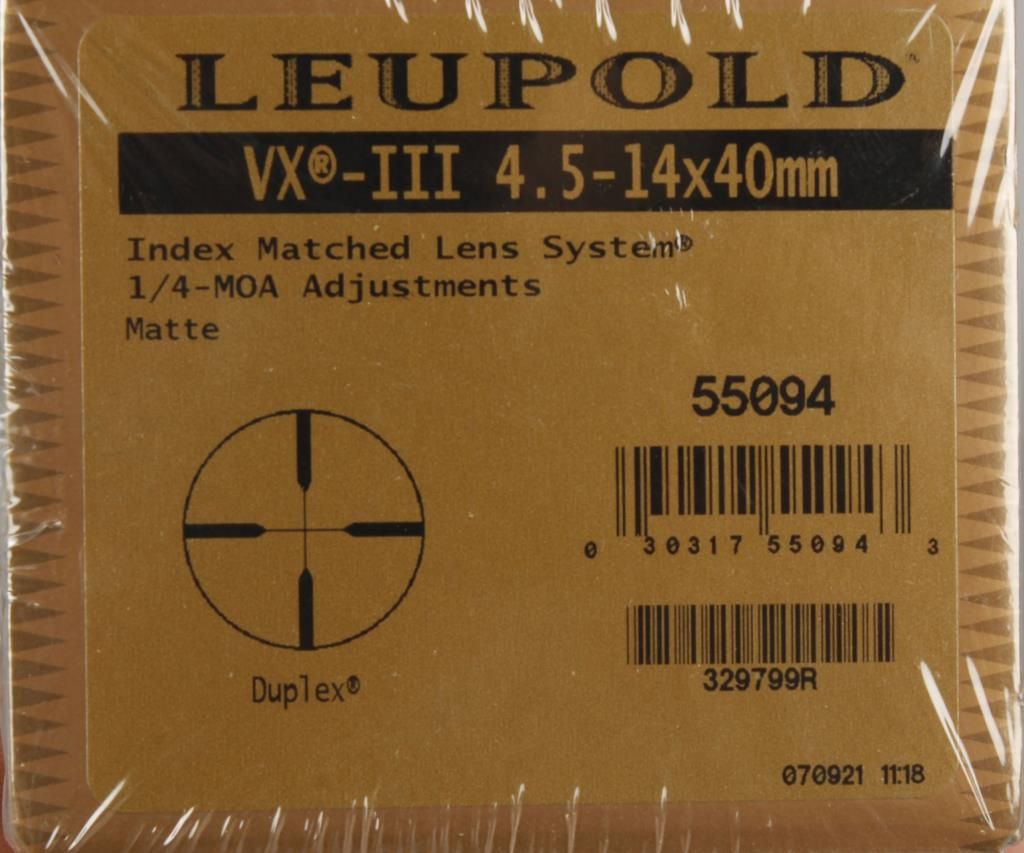 LEUPOLD®
VX®-III 4.5-14x40mm
Index Matched Lens System®
1/4-MOA Adjustments
Matte
55094
0 30317 55094 3
Duplex®
329799R
070921 11:18